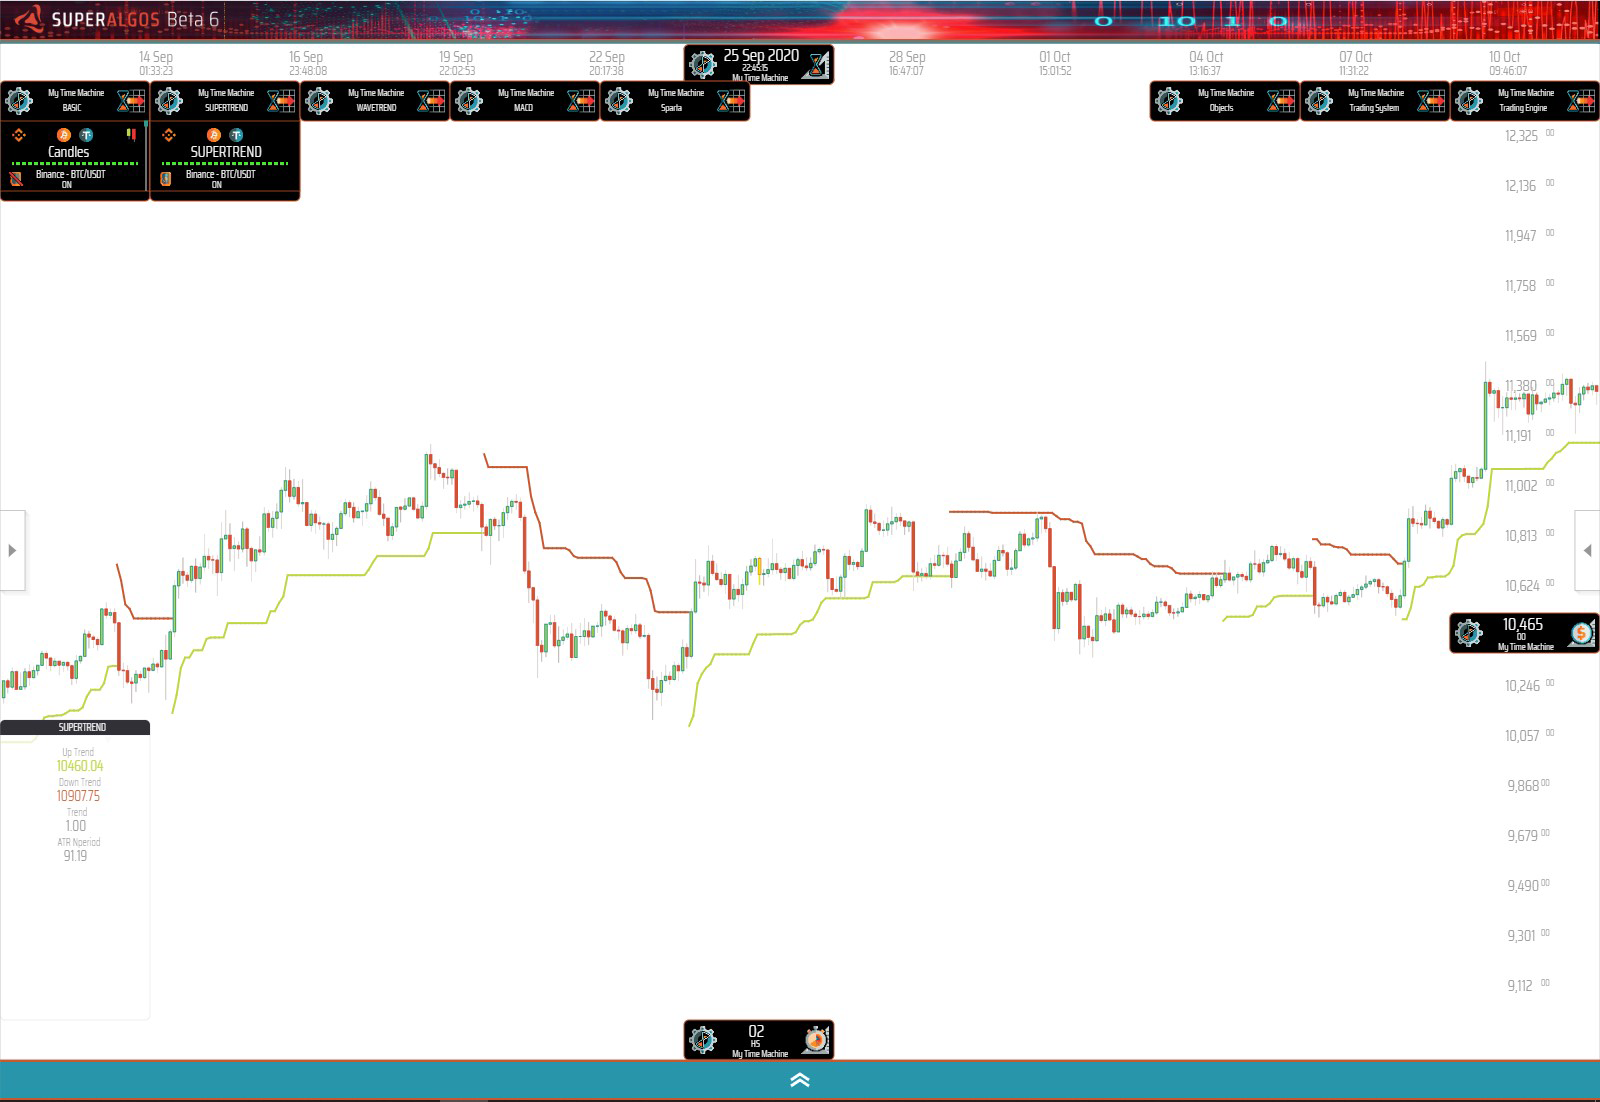 SUPERALGOS Beta 6
0 10 1 0
14 Sep
01:33:23
16 Sep
23:48:08
19 Sep
22:02:53
22 Sep
20:17:38
25 Sep 2020
22:45:15
My Time Machine
28 Sep
16:47:07
01 Oct
15:01:52
04 Oct
13:16:37
07 Oct
11:31:22
10 Oct
09:46:07
My Time Machine
BASIC
My Time Machine
SUPERTREND
My Time Machine
WAVETREND
My Time Machine
MACD
My Time Machine
Sparta
My Time Machine
Objects
My Time Machine
Trading System
My Time Machine
Trading Engine
Candles
Binance - BTC/USDT
ON
SUPERTREND
Binance - BTC/USDT
ON
12,325 00
12,136 00
11,947 00
11,758 00
11,569 00
11,380 00
11,191 00
11,002 00
10,813 00
10,624 00
10,465
00
My Time Machine
10,246 00
10,057 00
9,868 00
9,679 00
9,490 00
9,301 00
9,112 00
SUPERTREND
Up Trend
10460.04
Down Trend
10907.75
Trend
1.00
ATR Nperiod
91.19
02
HS
My Time Machine